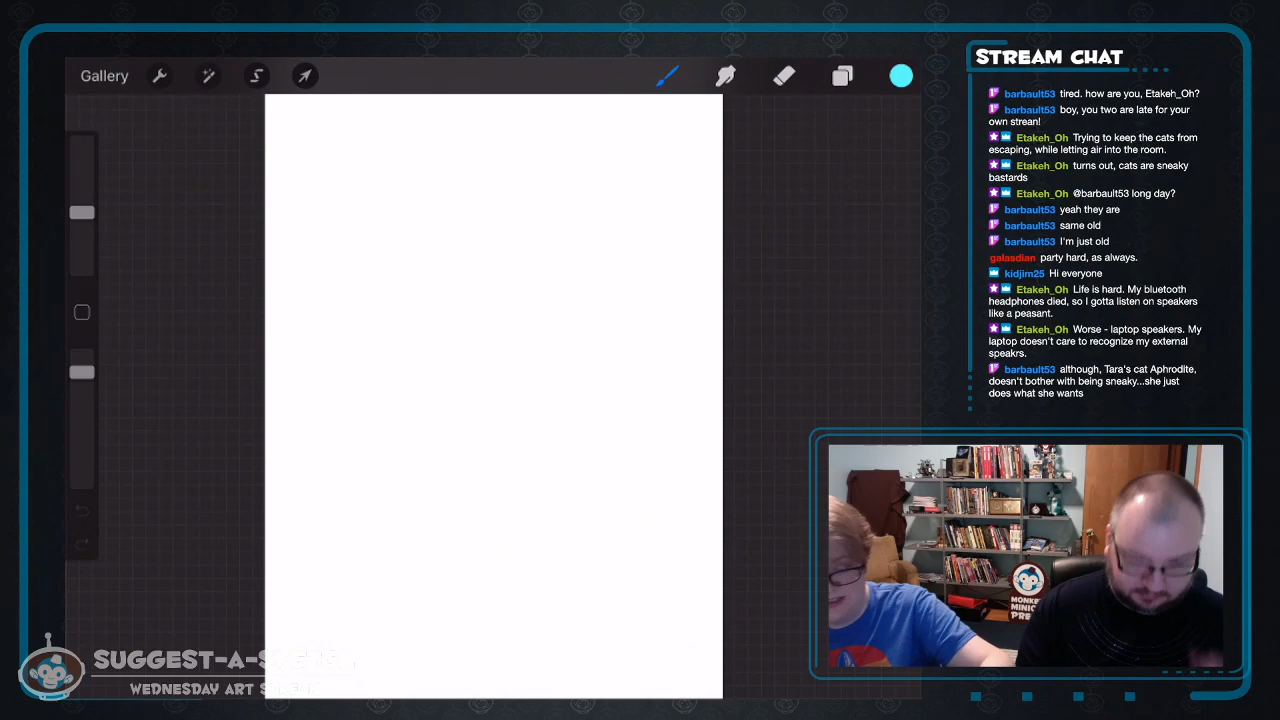 Gallery
STREAM CHAT
barbault53 tired. how are you, Etakeh_Oh?
barbault53 boy, you two are late for your
own strean!
Etakeh_Oh Trying to keep the cats from
escaping, while letting air into the room.
Etakeh_Oh turns out, cats are sneaky
bastards
Etakeh_Oh @barbault53 long day?
barbault53 yeah they are
barbault53 same old
barbault53 I'm just old
galasdian party hard, as always.
kidjim25 Hi everyone
Etakeh_Oh Life is hard. My bluetooth
headphones died, so I gotta listen on speakers
like a peasant.
Etakeh_Oh Worse - laptop speakers. My
laptop doesn't care to recognize my external
speakrs.
barbault53 although, Tara's cat Aphrodite,
doesn't bother with being sneaky...she just
does what she wants
WEDNESDAY ART